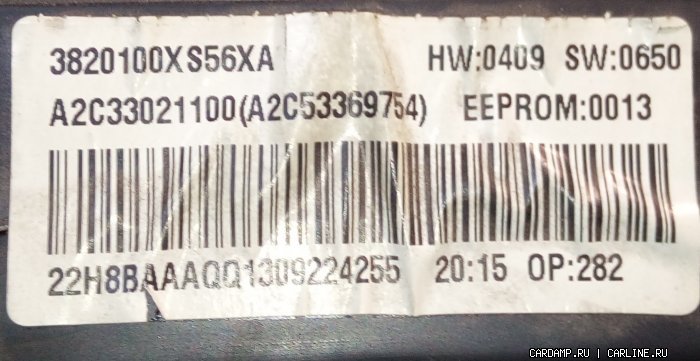 3820100XS56XA HW:0409 SW:0650
A2C33021100(A2C53369754) EEPROM:0013
22H8BAAAQQ1309224255 20:15 OP:282
CARDAMP.RU | CARLINE.RU